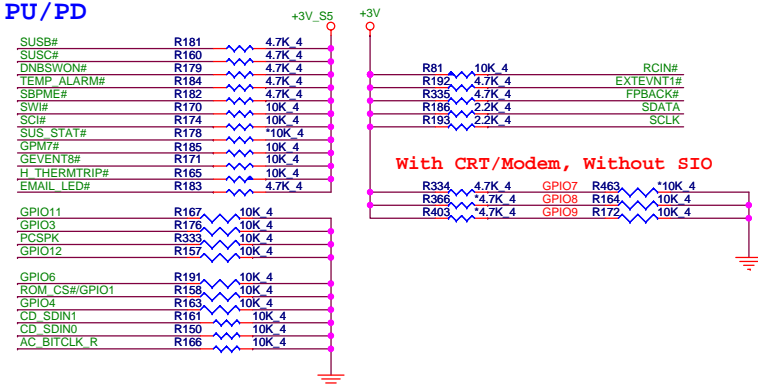 PU/PD
+3V_S5 +3V
SUSB# R181 4.7K_4
SUSC# R160 4.7K_4
DNBSWON# R179 4.7K_4
TEMP_ALARM# R184 4.7K_4
SBPME# R182 4.7K_4
SWI# R170 10K_4
SCI# R174 10K_4
SUS_STAT# R178 *10K_4
GPM7# R185 10K_4
GEVENT8# R171 10K_4
H_THERMTRIP# R165 10K_4
EMAIL_LED# R183 4.7K_4
GPIO11 R167 10K_4
GPIO3 R176 10K_4
PCSPK R333 10K_4
GPIO12 R157 10K_4
GPIO6 R191 10K_4
ROM_CS#/GPIO1 R158 10K_4
GPIO4 R163 10K_4
CD_SDIN1 R161 10K_4
CD_SDIN0 R150 10K_4
AC_BITCLK_R R166 10K_4
R81 10K_4 RCIN#
R192 4.7K_4 EXTEVNT1#
R335 4.7K_4 FPBACK#
R186 2.2K_4 SDATA
R193 2.2K_4 SCLK
With CRT/Modem, Without SIO
R334 4.7K_4 GPIO7 R463 *10K_4
R366 *4.7K_4 GPIO8 R164 10K_4
R403 *4.7K_4 GPIO9 R172 10K_4